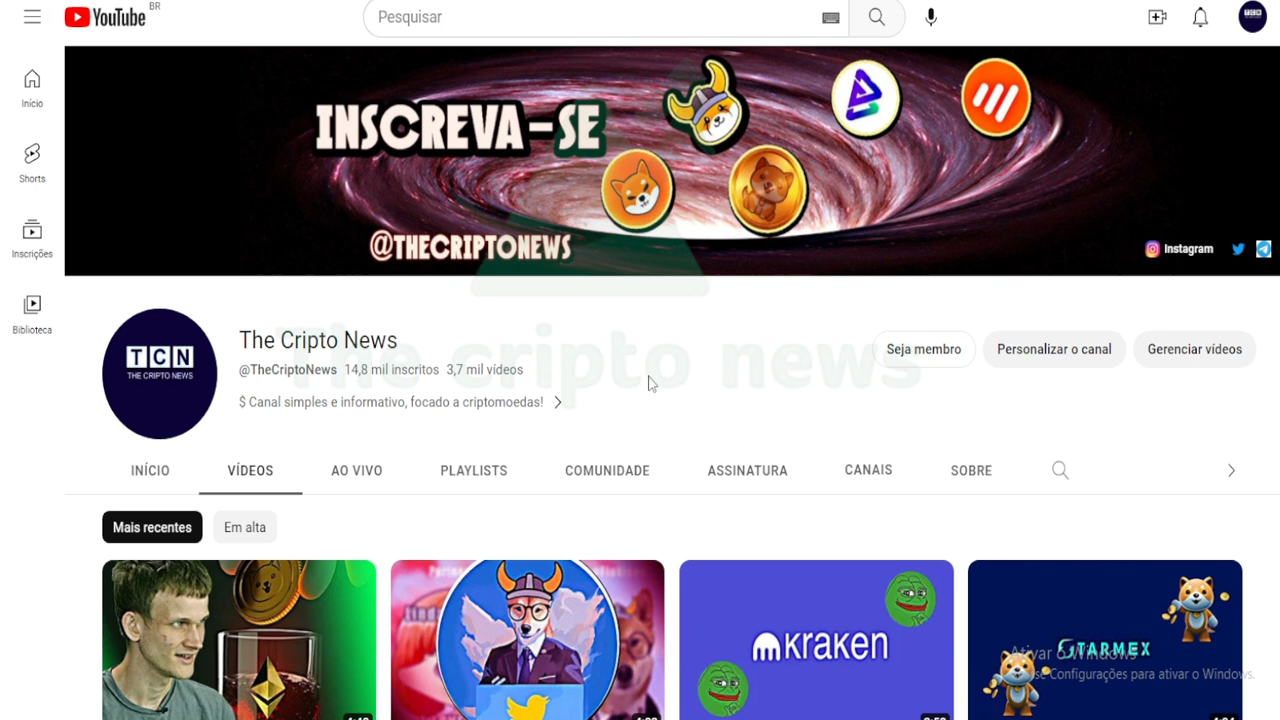 YouTube BR
Pesquisar
Início
Shorts
Inscrições
Biblioteca
INSCREVA-SE
@THECRIPTONEWS
Instagram
TCN
THE CRIPTO NEWS
The Cripto News
@TheCriptoNews 14,8 mil inscritos 3,7 mil vídeos
$ Canal simples e informativo, focado a criptomoedas!
The cripto news
Seja membro
Personalizar o canal
Gerenciar vídeos
INÍCIO VÍDEOS AO VIVO PLAYLISTS COMUNIDADE ASSINATURA CANAIS SOBRE
Mais recentes Em alta
kraken
STARMEX
Ativar o Windows
Configurações para ativar o Windows.